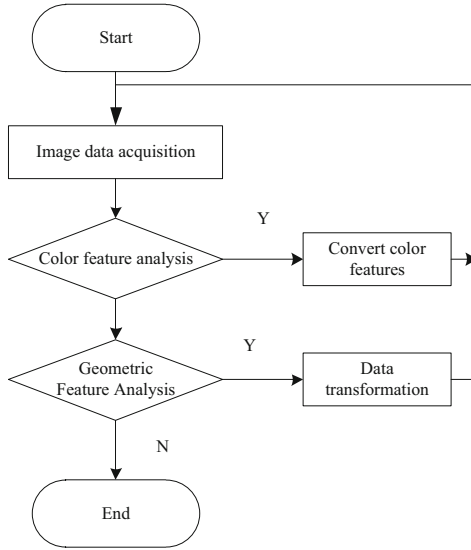 Start
Image data acquisition
Y
Color feature analysis
Convert color
features
Y
Geometric
Feature Analysis
Data
transformation
N
End